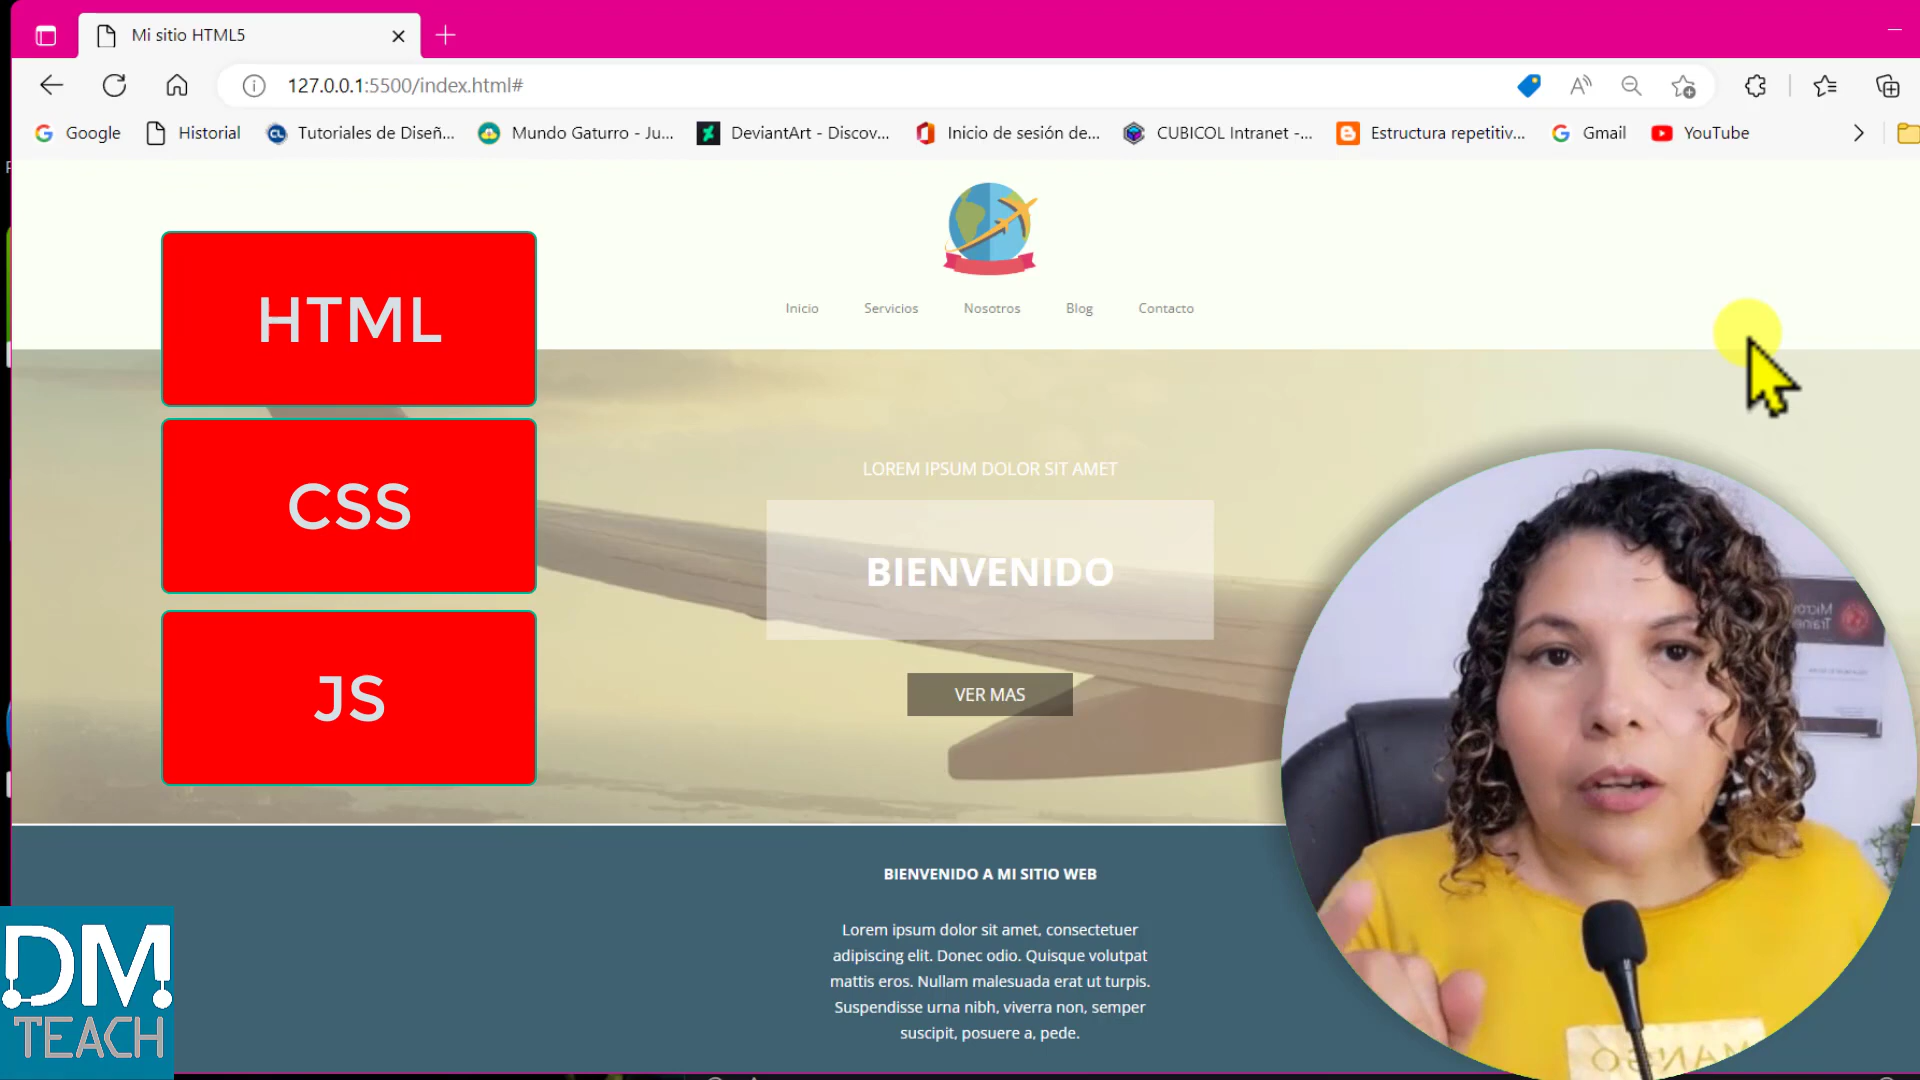 Mi sitio HTML5
127.0.0.1:5500/index.html#
Google
Historial
Tutoriales de Diseñ...
Mundo Gaturro - Ju...
DeviantArt - Discov...
Inicio de sesión de...
CUBICOL Intranet -...
Estructura repetitiv...
Gmail
YouTube
Inicio
Servicios
Nosotros
Blog
Contacto
HTML
CSS
JS
LOREM IPSUM DOLOR SIT AMET
BIENVENIDO
VER MAS
BIENVENIDO A MI SITIO WEB
Lorem ipsum dolor sit amet, consectetuer
adipiscing elit. Donec odio. Quisque volutpat
mattis eros. Nullam malesuada erat ut turpis.
Suspendisse urna nibh, viverra non, semper
suscipit, posuere a, pede.
DM
TEACH